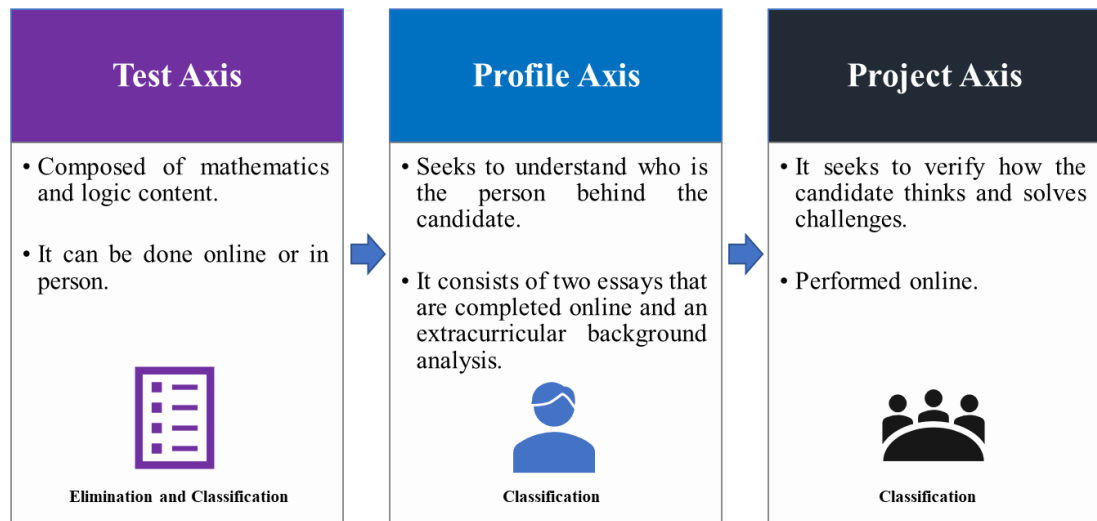 Test Axis
• Composed of mathematics
and logic content.
• It can be done online or in
person.
Elimination and Classification
Profile Axis
• Seeks to understand who is
the person behind the
candidate.
• It consists of two essays that
are completed online and an
extracurricular background
analysis.
Classification
Project Axis
• It seeks to verify how the
candidate thinks and solves
challenges.
• Performed online.
Classification